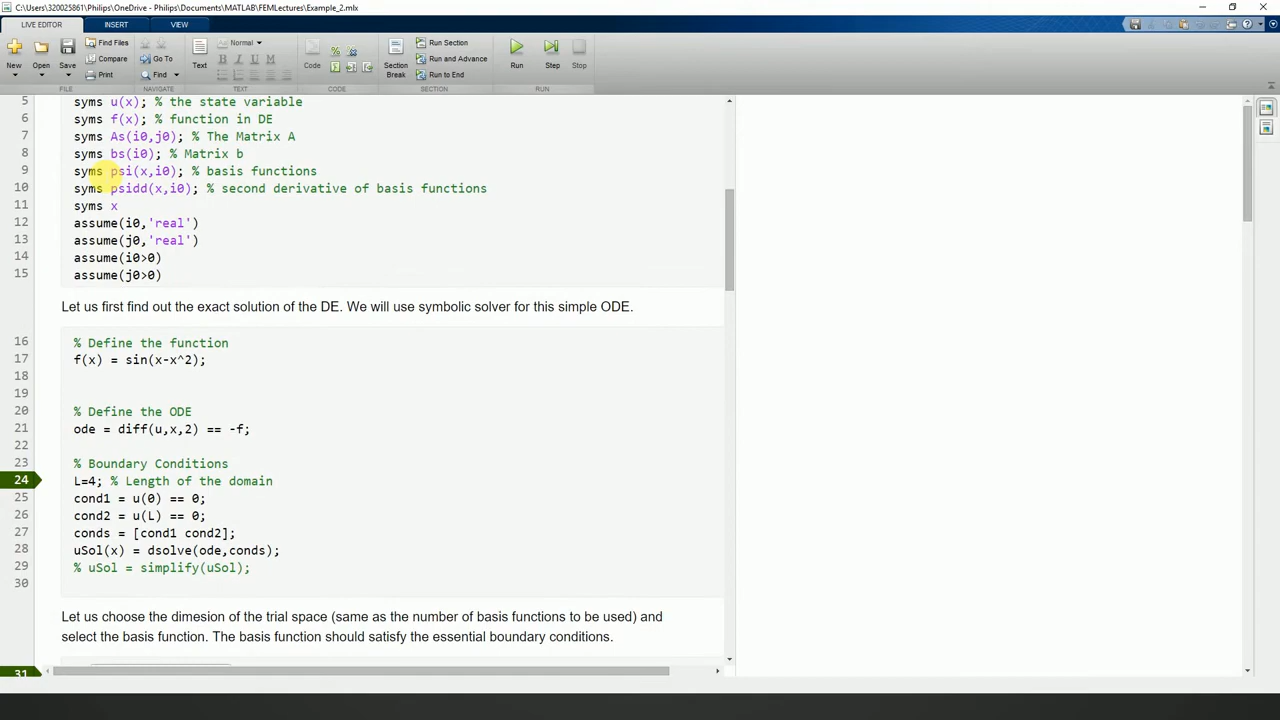 C:\Users\320025861\Philips\OneDrive - Philips\Documents\MATLAB\FEMLectures\Example_2.mlx
LIVE EDITOR INSERT VIEW
New Open Save
Find Files
Compare
Print
Go To
Find
Normal
Text
B I U M
Code
Section Break
Run Section
Run and Advance
Run to End
Run Step Stop
FILE NAVIGATE TEXT CODE SECTION RUN
5 syms u(x); % the state variable
6 syms f(x); % function in DE
7 syms As(i0,j0); % The Matrix A
8 syms bs(i0); % Matrix b
9 syms psi(x,i0); % basis functions
10 syms psidd(x,i0); % second derivative of basis functions
11 syms x
12 assume(i0,'real')
13 assume(j0,'real')
14 assume(i0>0)
15 assume(j0>0)
Let us first find out the exact solution of the DE. We will use symbolic solver for this simple ODE.
16 % Define the function
17 f(x) = sin(x-x^2);
18
19
20 % Define the ODE
21 ode = diff(u,x,2) == -f;
22
23 % Boundary Conditions
24 L=4; % Length of the domain
25 cond1 = u(0) == 0;
26 cond2 = u(L) == 0;
27 conds = [cond1 cond2];
28 uSol(x) = dsolve(ode,conds);
29 % uSol = simplify(uSol);
30
Let us choose the dimesion of the trial space (same as the number of basis functions to be used) and
select the basis function. The basis function should satisfy the essential boundary conditions.
31